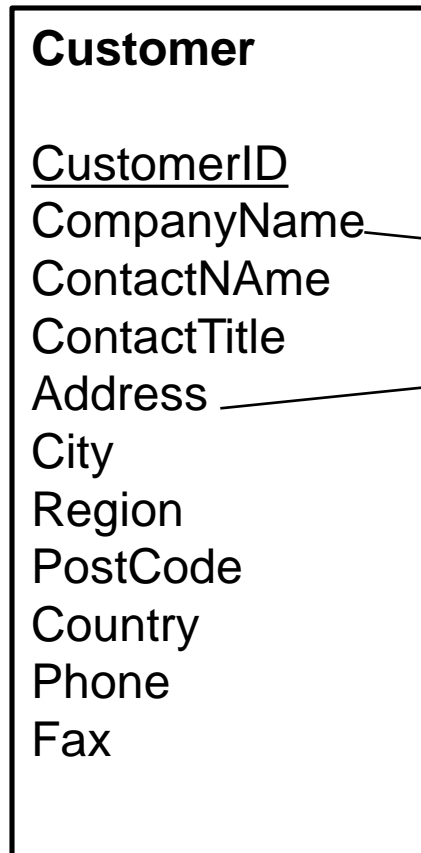 Customer
CustomerID
CompanyName
ContactNAme
ContactTitle
Address
City
Region
PostCode
Country
Phone
Fax